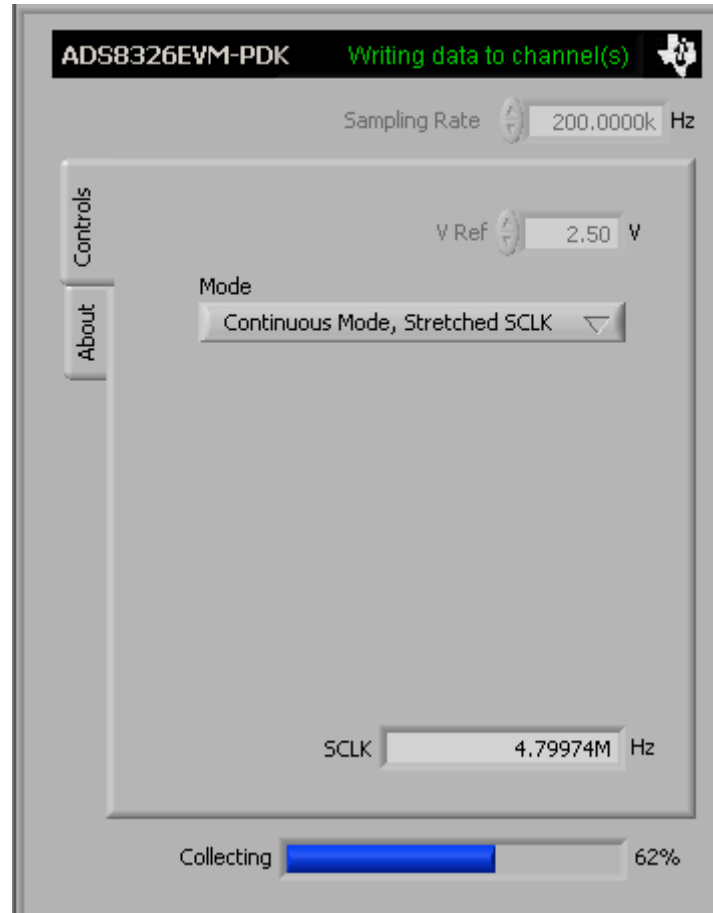 ADS8326EVM-PDK Writing data to channel(s)
Sampling Rate 200.0000k Hz
Controls
About
V Ref 2.50 V
Mode
Continuous Mode, Stretched SCLK
SCLK 4.79974M Hz
Collecting 62%